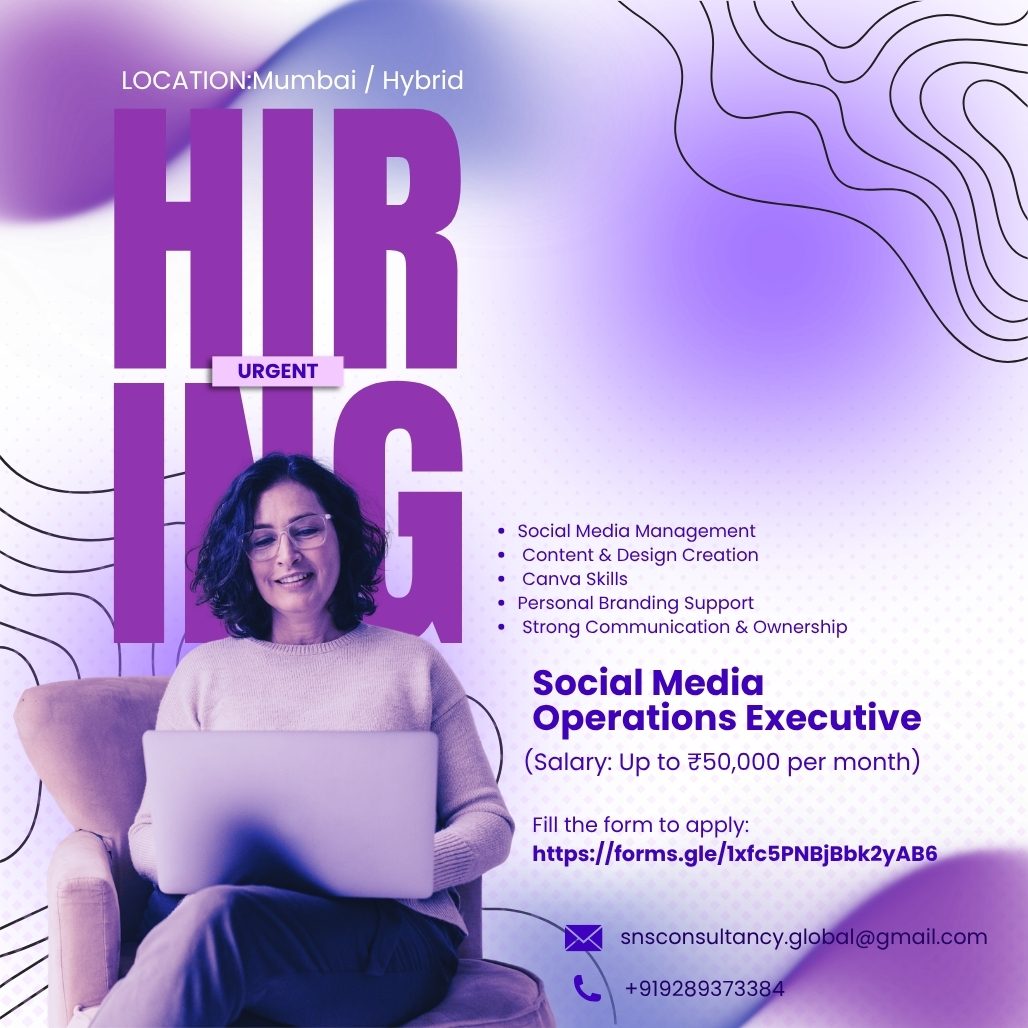 LOCATION:Mumbai / Hybrid
HIR
URGENT
ING
• Social Media Management
• Content & Design Creation
• Canva Skills
• Personal Branding Support
• Strong Communication & Ownership
Social Media
Operations Executive
(Salary: Up to ₹50,000 per month)
Fill the form to apply:
https://forms.gle/1xfc5PNBjBbk2yAB6
snsconsultancy.global@gmail.com
+919289373384